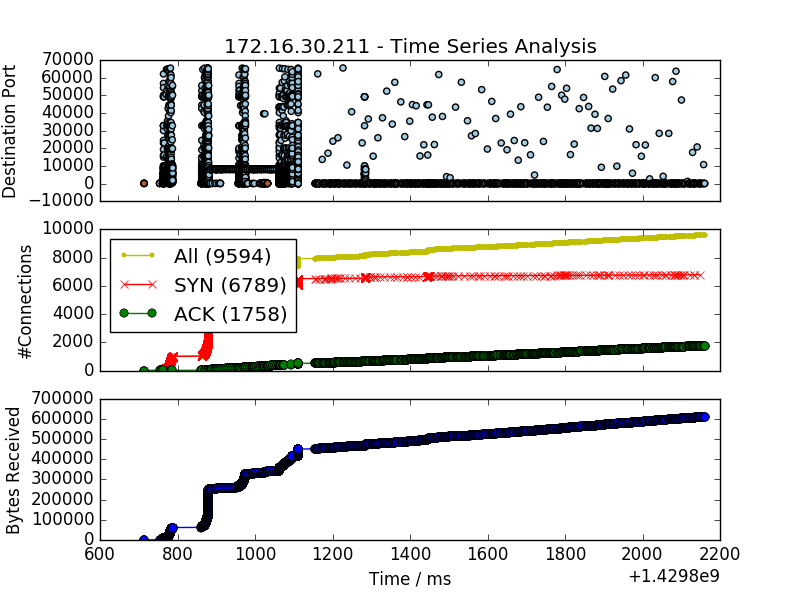 172.16.30.211 - Time Series Analysis
70000
60000
50000
40000
30000
20000
10000
0
−10000
Destination Port
10000
8000
6000
4000
2000
0
#Connections
All (9594)
SYN (6789)
ACK (1758)
700000
600000
500000
400000
300000
200000
100000
0
Bytes Received
600 800 1000 1200 1400 1600 1800 2000 2200
Time / ms
+1.4298e9